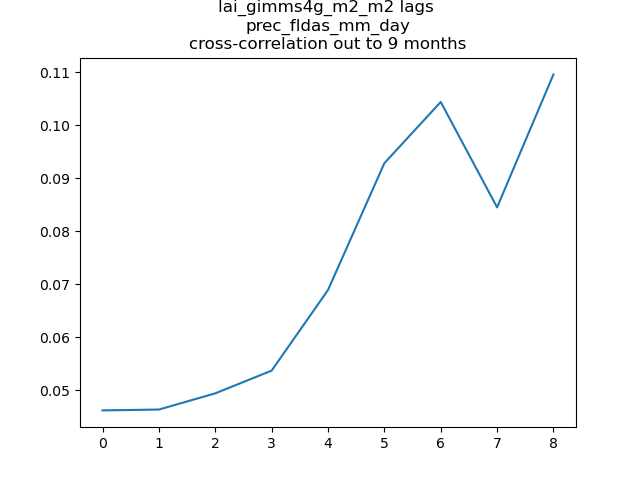 lai_gimms4g_m2_m2 lags
prec_fldas_mm_day
cross-correlation out to 9 months
0.11
0.10
0.09
0.08
0.07
0.06
0.05
0 1 2 3 4 5 6 7 8